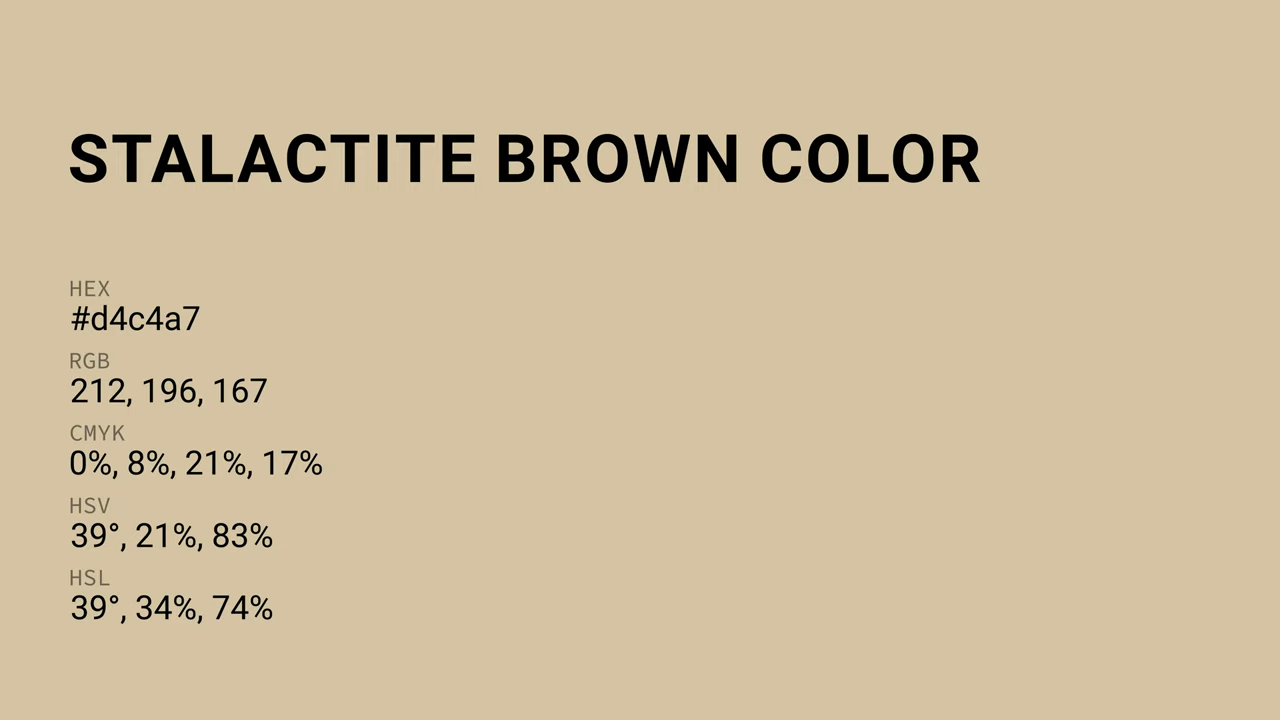 STALACTITE BROWN COLOR
HEX
#d4c4a7
RGB
212, 196, 167
CMYK
0%, 8%, 21%, 17%
HSV
39°, 21%, 83%
HSL
39°, 34%, 74%